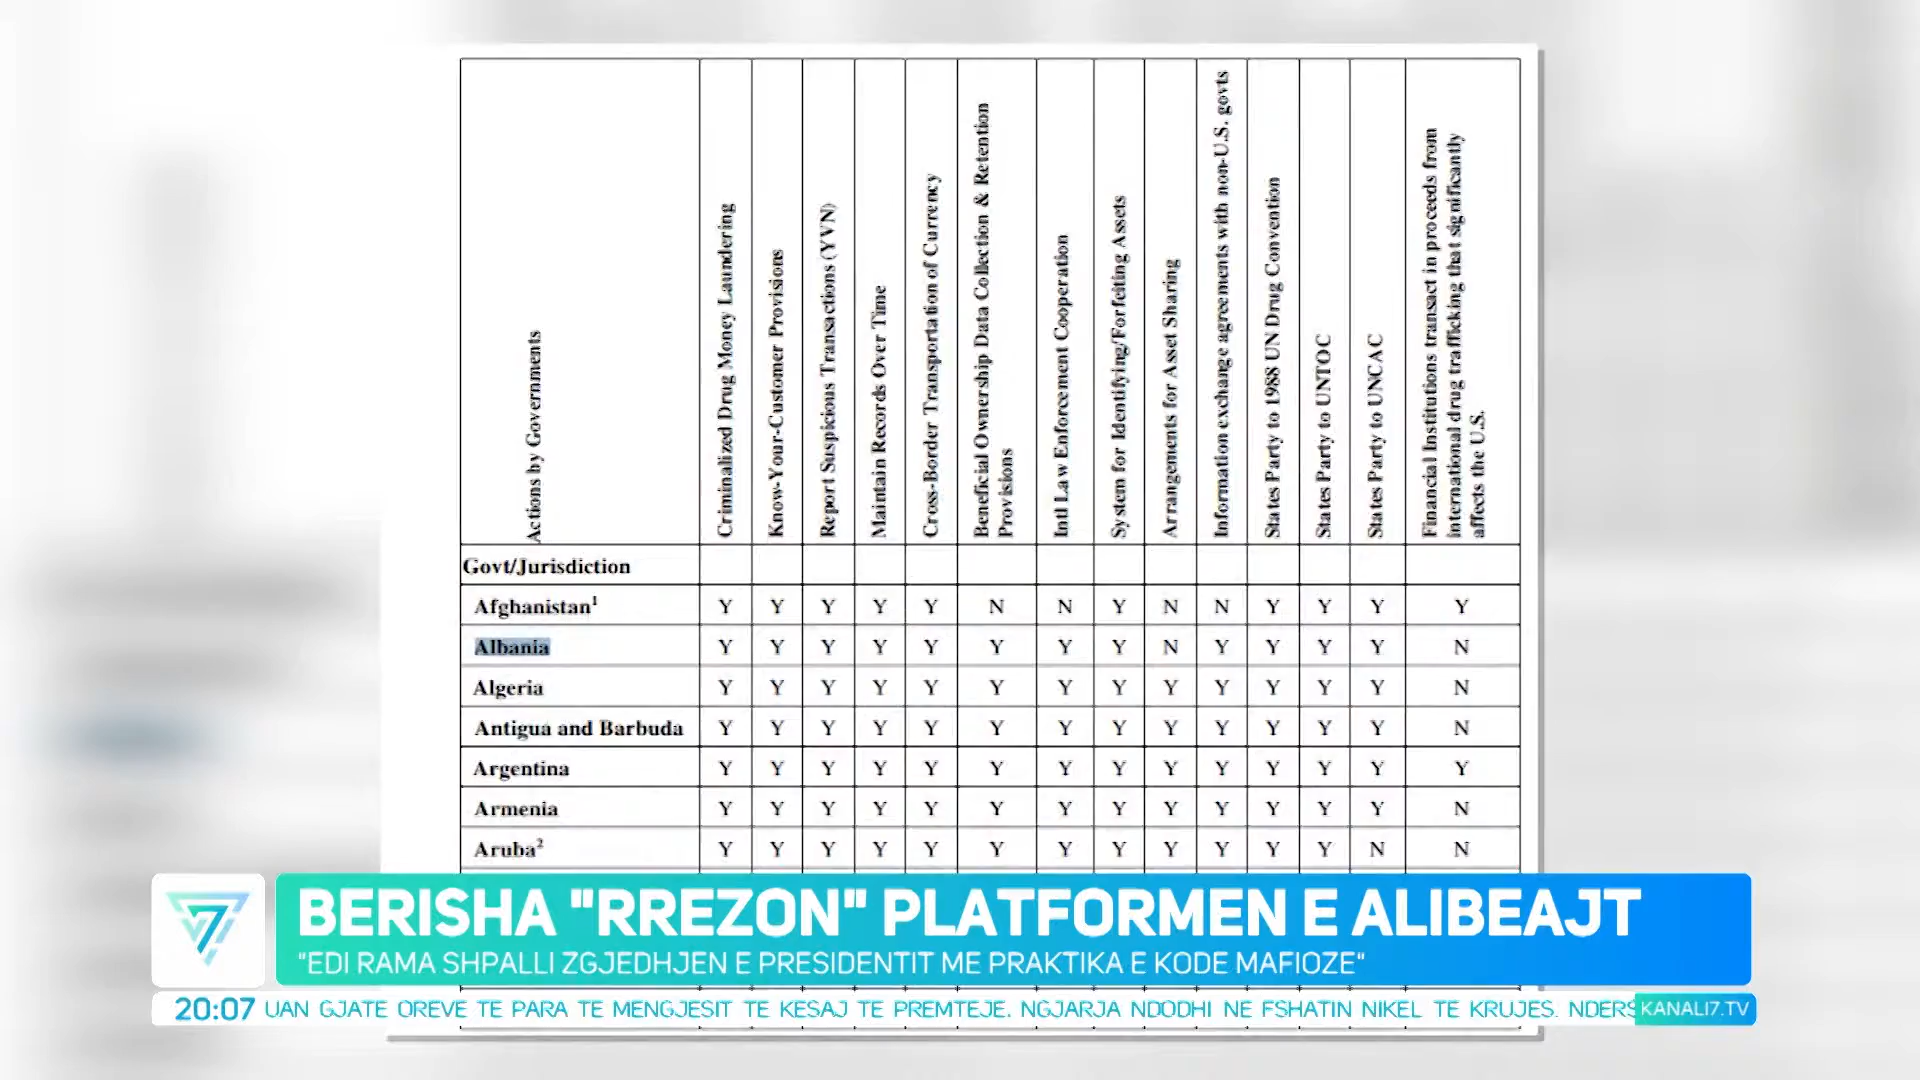 Actions by Governments
Criminalized Drug Money Laundering
Know-Your-Customer Provisions
Report Suspicious Transactions (YVN)
Maintain Records Over Time
Cross-Border Transportation of Currency
Beneficial Ownership Data Collection & Retention
Provisions
Intl Law Enforcement Cooperation
System for Identifying/Forfeiting Assets
Arrangements for Asset Sharing
Information exchange agreements with non-U.S. govts
States Party to 1988 UN Drug Convention
States Party to UNTOC
States Party to UNCAC
Financial Institutions transact in proceeds from
international drug trafficking that significantly
affects the U.S.
Govt/Jurisdiction
Afghanistan1 Y Y Y Y Y N N Y N N Y Y Y Y
Albania Y Y Y Y Y Y Y Y N Y Y Y Y N
Algeria Y Y Y Y Y Y Y Y Y Y Y Y Y N
Antigua and Barbuda Y Y Y Y Y Y Y Y Y Y Y Y Y N
Argentina Y Y Y Y Y Y Y Y Y Y Y Y Y Y
Armenia Y Y Y Y Y Y Y Y Y Y Y Y Y N
Aruba2 Y Y Y Y Y Y Y Y Y Y Y Y N N
BERISHA "RREZON" PLATFORMEN E ALIBEAJT
"EDI RAMA SHPALLI ZGJEDHJEN E PRESIDENTIT ME PRAKTIKA E KODE MAFIOZE"
20:07 UAN GJATE OREVE TE PARA TE MENGJESIT TE KESAJ TE PREMTEJE. NGJARJA NDODHI NE FSHATIN NIKEL TE KRUJES. NDERS KANALI7.TV